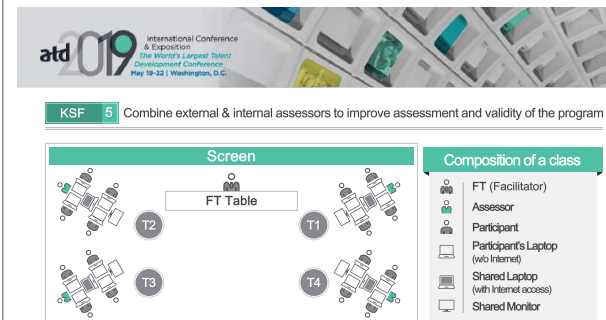 atd 2019
International Conference
& Exposition
The World's Largest Talent
Development Conference
May 19-22 | Washington, D.C.
KSF 5 Combine external & internal assessors to improve assessment and validity of the program
Screen
FT Table
T2
T1
T3
T4
Composition of a class
FT (Facilitator)
Assessor
Participant
Participant's Laptop
(w/o Internet)
Shared Laptop
(with Internet access)
Shared Monitor